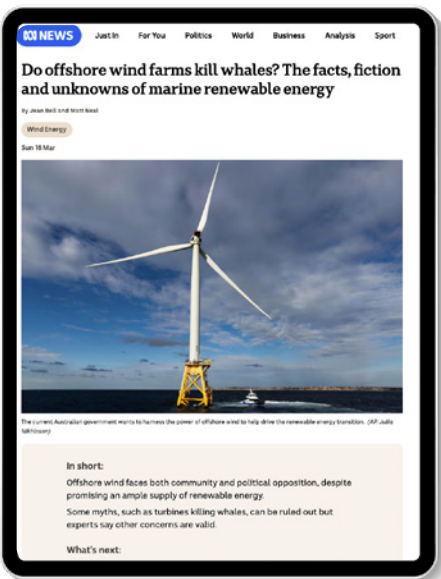 NEWS
Just In For You Politics World Business Analysis Sport
Do offshore wind farms kill whales? The facts, fiction
and unknowns of marine renewable energy
By Jean Bell and Matt Neal
Wind Energy
Sun 16 Mar
The current Australian government wants to harness the power of offshore wind to help drive the renewable energy transition. (AP: Julia
In short:
Offshore wind faces both community and political opposition, despite
promising an ample supply of renewable energy.
Some myths, such as turbines killing whales, can be ruled out but
experts say other concerns are valid.
What's next: